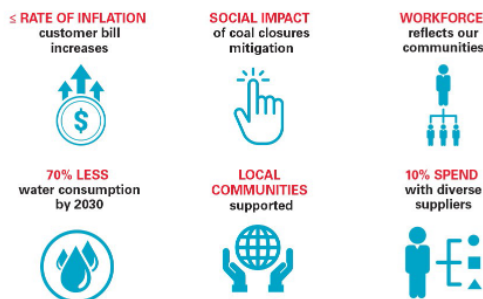 ≤ RATE OF INFLATION
customer bill
increases
SOCIAL IMPACT
of coal closures
mitigation
WORKFORCE
reflects our
communities
$
70% LESS
water consumption
by 2030
LOCAL
COMMUNITIES
supported
10% SPEND
with diverse
suppliers